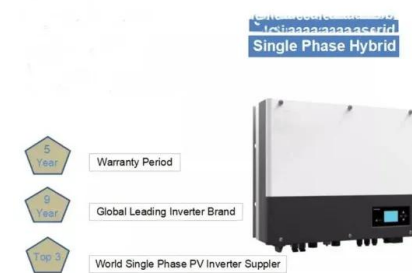 Single Phase Hybrid
5
Year
Warranty Period
9
Year
Global Leading Inverter Brand
Top 3
World Single Phase PV Inverter Suppler